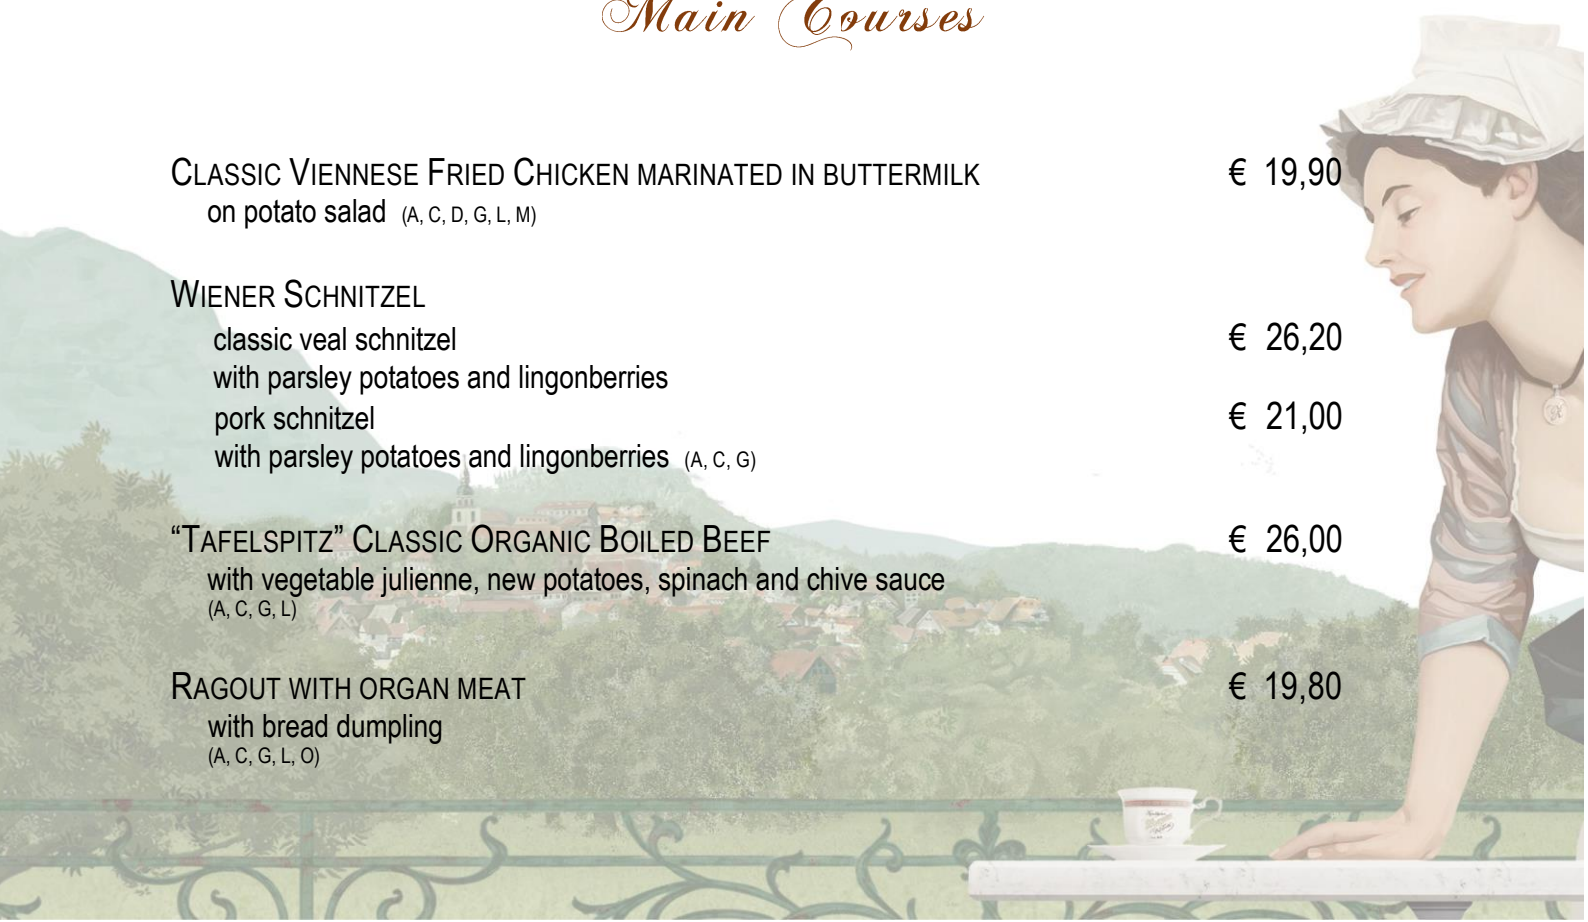 Main Courses
CLASSIC VIENNESE FRIED CHICKEN MARINATED IN BUTTERMILK € 19,90
on potato salad (A, C, D, G, L, M)
WIENER SCHNITZEL
classic veal schnitzel € 26,20
with parsley potatoes and lingonberries
pork schnitzel € 21,00
with parsley potatoes and lingonberries (A, C, G)
“TAFELSPITZ” CLASSIC ORGANIC BOILED BEEF € 26,00
with vegetable julienne, new potatoes, spinach and chive sauce
(A, C, G, L)
RAGOUT WITH ORGAN MEAT € 19,80
with bread dumpling
(A, C, G, L, O)